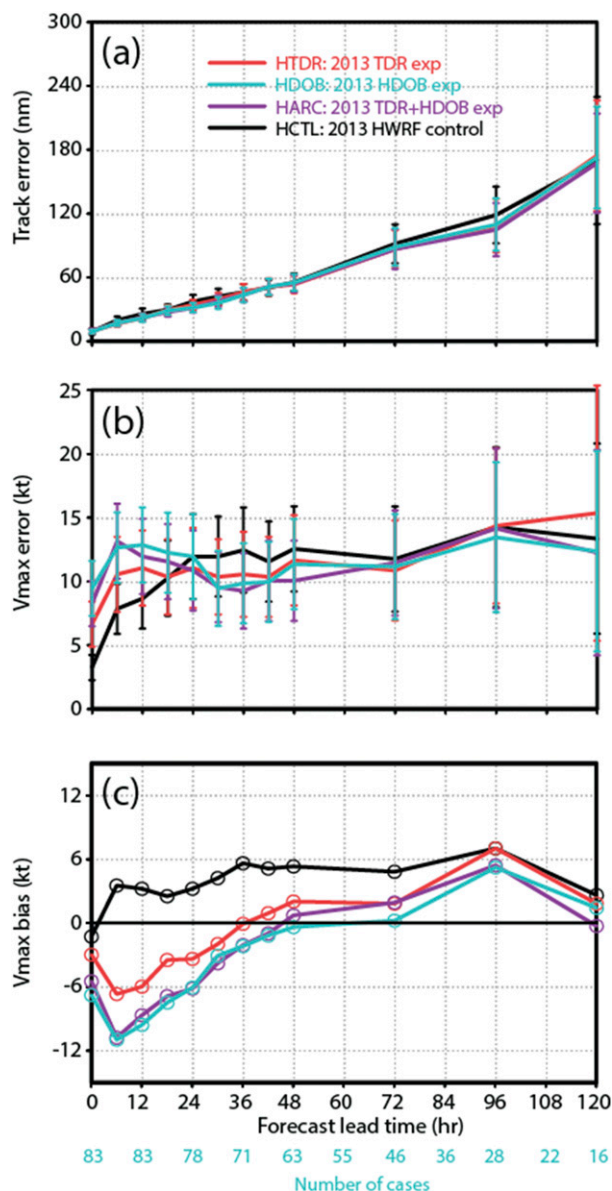 300
240
180
120
60
0
Track errror (nm)
(a)
HTDR: 2013 TDR exp
HDOB: 2013 HDOB exp
HARC: 2013 TDR+HDOB exp
HCTL: 2013 HWRF control
25
20
15
10
5
0
Vmax error (kt)
(b)
12
6
0
-6
-12
Vmax bias (kt)
(c)
0 12 24 36 48 60 72 84 96 108 120
Forecast lead time (hr)
83 83 78 71 63 55 46 36 28 22 16
Number of cases